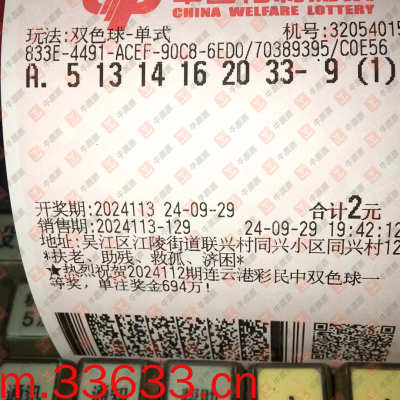 CHINA WELFARE LOTTERY
玩法:双色球-单式 机号:32054015
833E-4491-ACEF-90C8-6ED0/70389395/C0E56
A. 5 13 14 16 20 33- 9 (1)
开奖期:2024113 24-09-29 合计2元
销售期:2024113-129 24-09-29 19:42:12
地址:吴江区江陵街道联兴村同兴小区同兴村12
*扶老、助残、救孤、济困*
★热烈祝贺2024112期连云港彩民中双色球一
等奖,单注奖金694万!
m.33633.cn